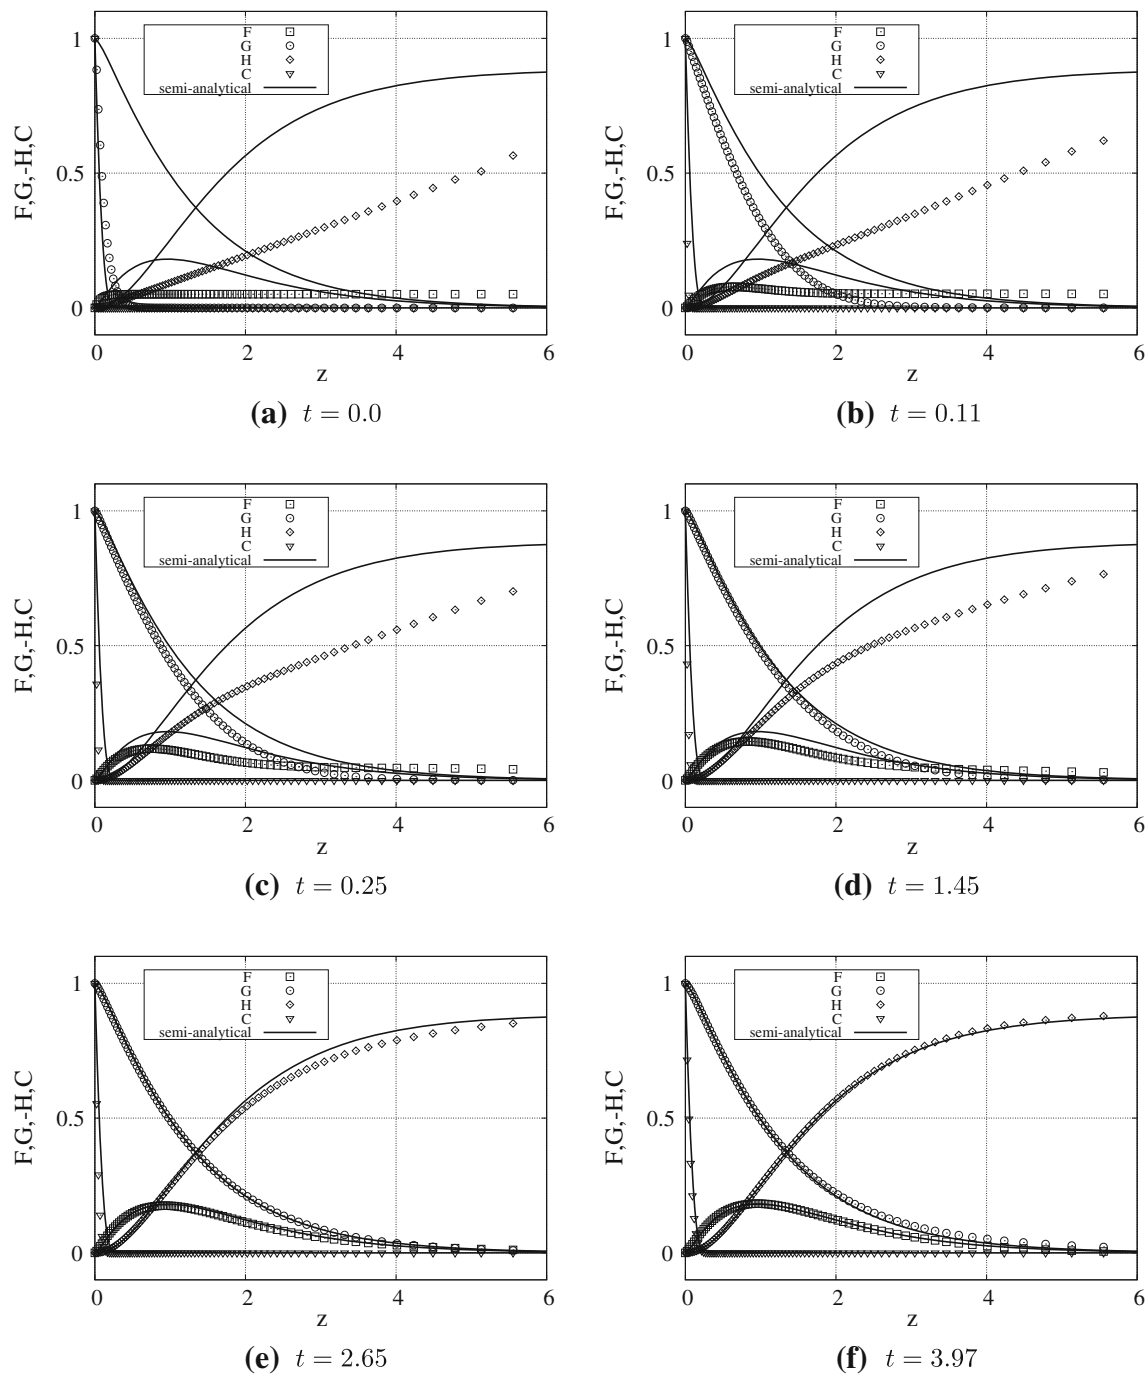 F
G
H
C
semi-analytical
F,G,-H,C
1
0.5
0
0 2 4 6
z
(a) t = 0.0
F
G
H
C
semi-analytical
F,G,-H,C
1
0.5
0
0 2 4 6
z
(b) t = 0.11
F
G
H
C
semi-analytical
F,G,-H,C
1
0.5
0
0 2 4 6
z
(c) t = 0.25
F
G
H
C
semi-analytical
F,G,-H,C
1
0.5
0
0 2 4 6
z
(d) t = 1.45
F
G
H
C
semi-analytical
F,G,-H,C
1
0.5
0
0 2 4 6
z
(e) t = 2.65
F
G
H
C
semi-analytical
F,G,-H,C
1
0.5
0
0 2 4 6
z
(f) t = 3.97